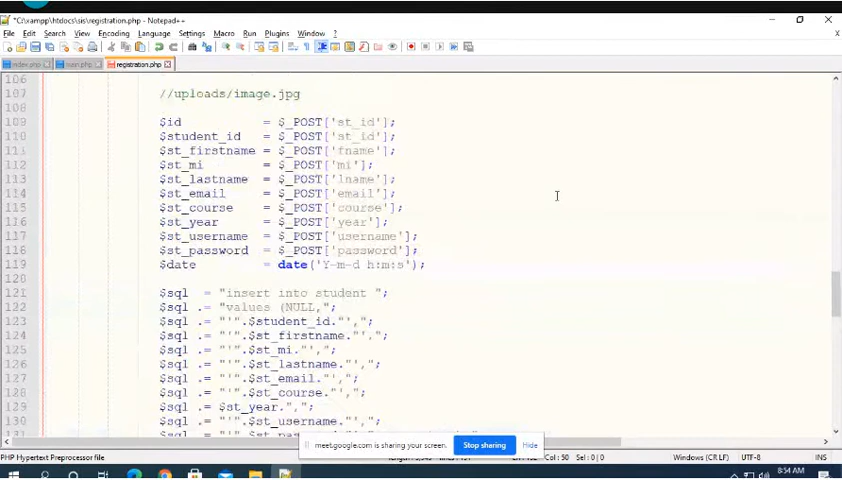 *C:\xampp\htdocs\sis\registration.php - Notepad++
File Edit Search View Encoding Language Settings Macro Run Plugins Window ?
index.php main.php registration.php
106
107 //uploads/image.jpg
108
109 $id = $_POST['st_id'];
110 $student_id = $_POST['st_id'];
111 $st_firstname = $_POST['fname'];
112 $st_mi = $_POST['mi'];
113 $st_lastname = $_POST['lname'];
114 $st_email = $_POST['email'];
115 $st_course = $_POST['course'];
116 $st_year = $_POST['year'];
117 $st_username = $_POST['username'];
118 $st_password = $_POST['password'];
119 $date = date('Y-m-d h:m:s');
120
121 $sql = "insert into student ";
122 $sql .= "values (NULL,";
123 $sql .= "'".$student_id."',";
124 $sql .= "'".$st_firstname."',";
125 $sql .= "'".$st_mi."',";
126 $sql .= "'".$st_lastname."',";
127 $sql .= "'".$st_email."',";
128 $sql .= "'".$st_course."',";
129 $sql .= $st_year.",";
130 $sql .= "'".$st_username."',";
meet.google.com is sharing your screen. Stop sharing Hide
PHP Hypertext Preprocessor file Col : 50 Sel : 0 | 0 Windows (CR LF) UTF-8 INS
8:54 AM